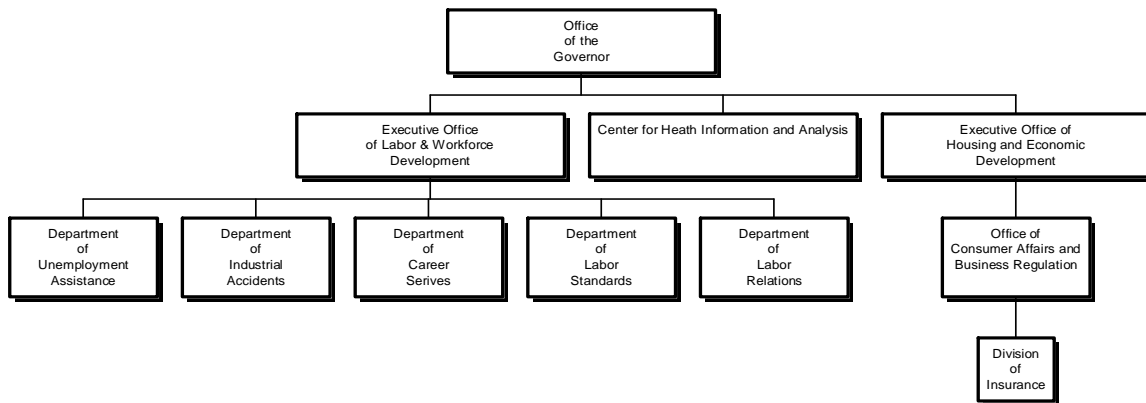 Office
of the
Governor
Executive Office
of Labor & Workforce
Development
Center for Heath Information and Analysis
Executive Office of
Housing and Economic
Development
Department
of
Unemployment
Assistance
Department
of
Industrial
Accidents
Department
of
Career
Serives
Department
of
Labor
Standards
Department
of
Labor
Relations
Office of
Consumer Affairs and
Business Regulation
Division
of
Insurance